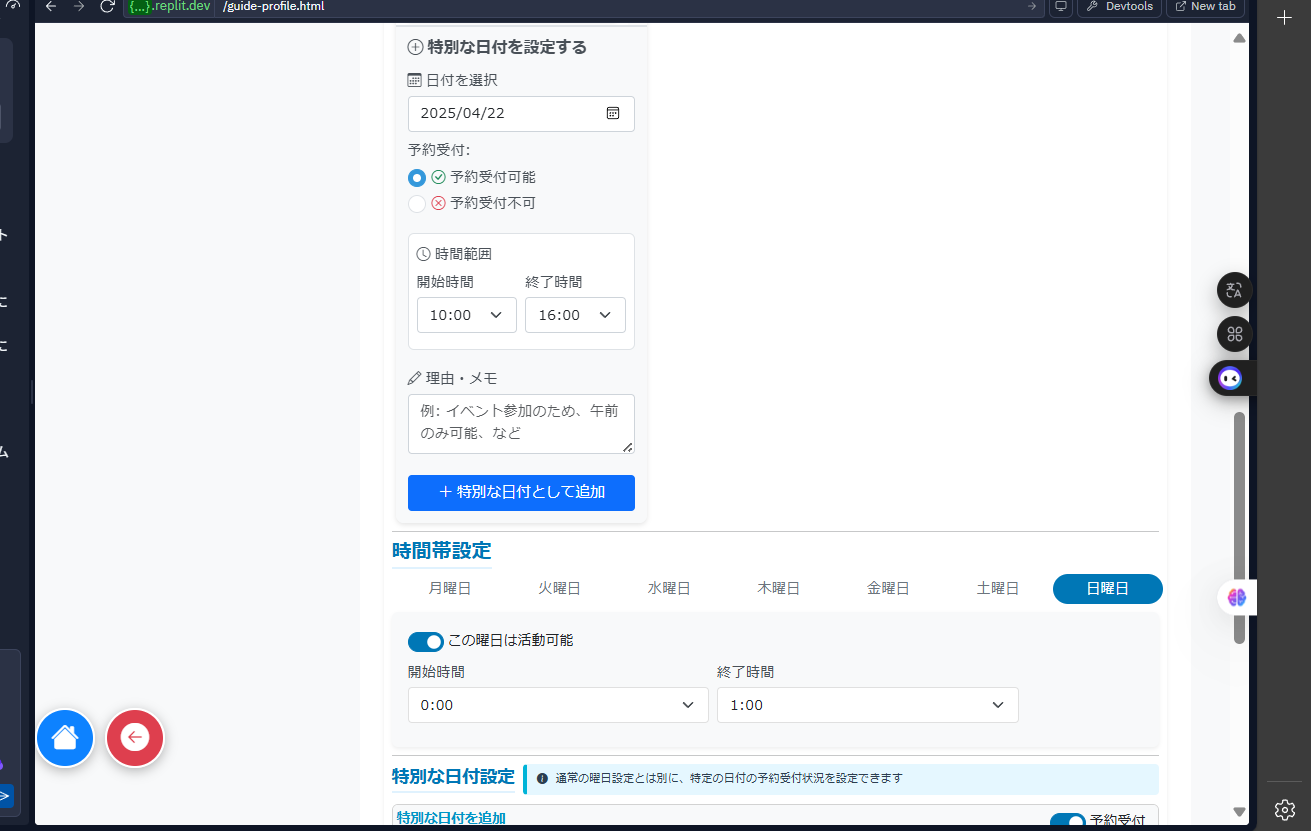 {...}.replit.dev /guide-profile.html
Devtools
New tab
特別な日付を設定する
日付を選択
2025/04/22
予約受付:
予約受付可能
予約受付不可
時間範囲
開始時間 終了時間
10:00 16:00
理由・メモ
例: イベント参加のため、午前
のみ可能、など
＋ 特別な日付として追加
時間帯設定
月曜日 火曜日 水曜日 木曜日 金曜日 土曜日 日曜日
この曜日は活動可能
開始時間 終了時間
0:00 1:00
特別な日付設定
通常の曜日設定とは別に、特定の日付の予約受付状況を設定できます
特別な日付を追加
予約受付
ト
に
に
ム